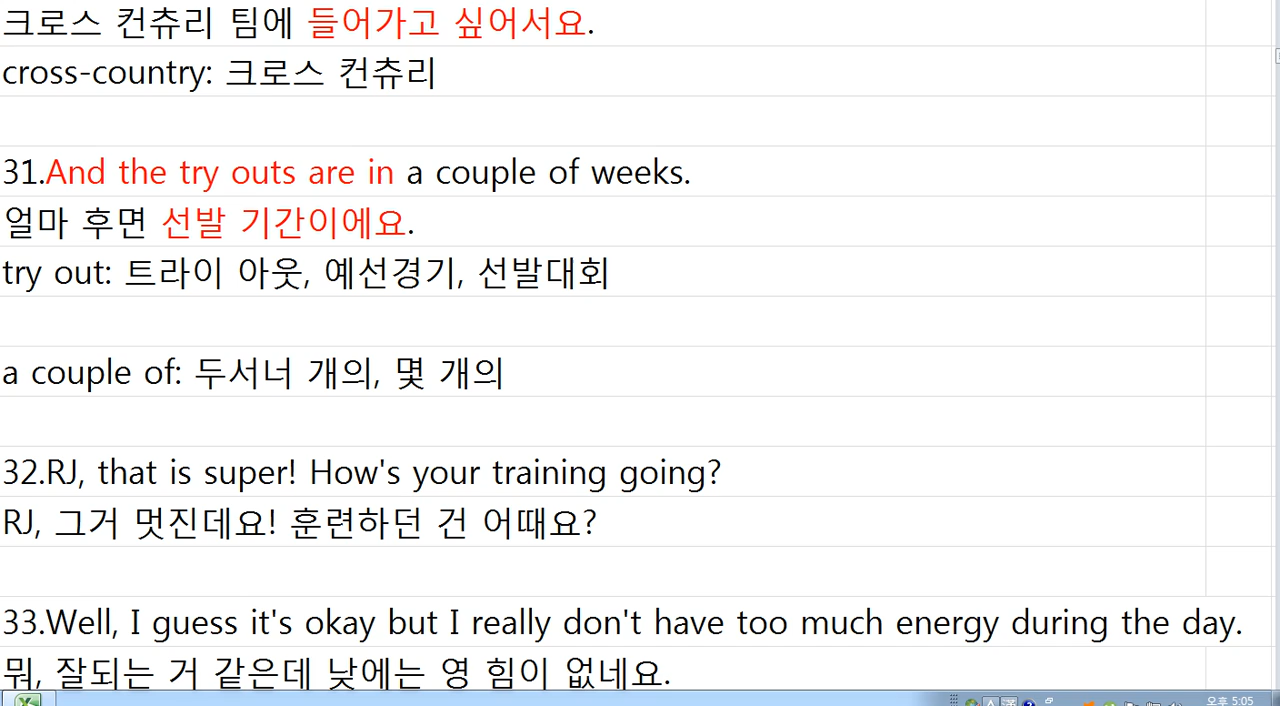 크로스 컨츄리 팀에 들어가고 싶어서요.
cross-country: 크로스 컨츄리
31.And the try outs are in a couple of weeks.
얼마 후면 선발 기간이에요.
try out: 트라이 아웃, 예선경기, 선발대회
a couple of: 두서너 개의, 몇 개의
32.RJ, that is super! How's your training going?
RJ, 그거 멋진데요! 훈련하던 건 어때요?
33.Well, I guess it's okay but I really don't have too much energy during the day.
뭐, 잘되는 거 같은데 낮에는 영 힘이 없네요.
오후 5:05